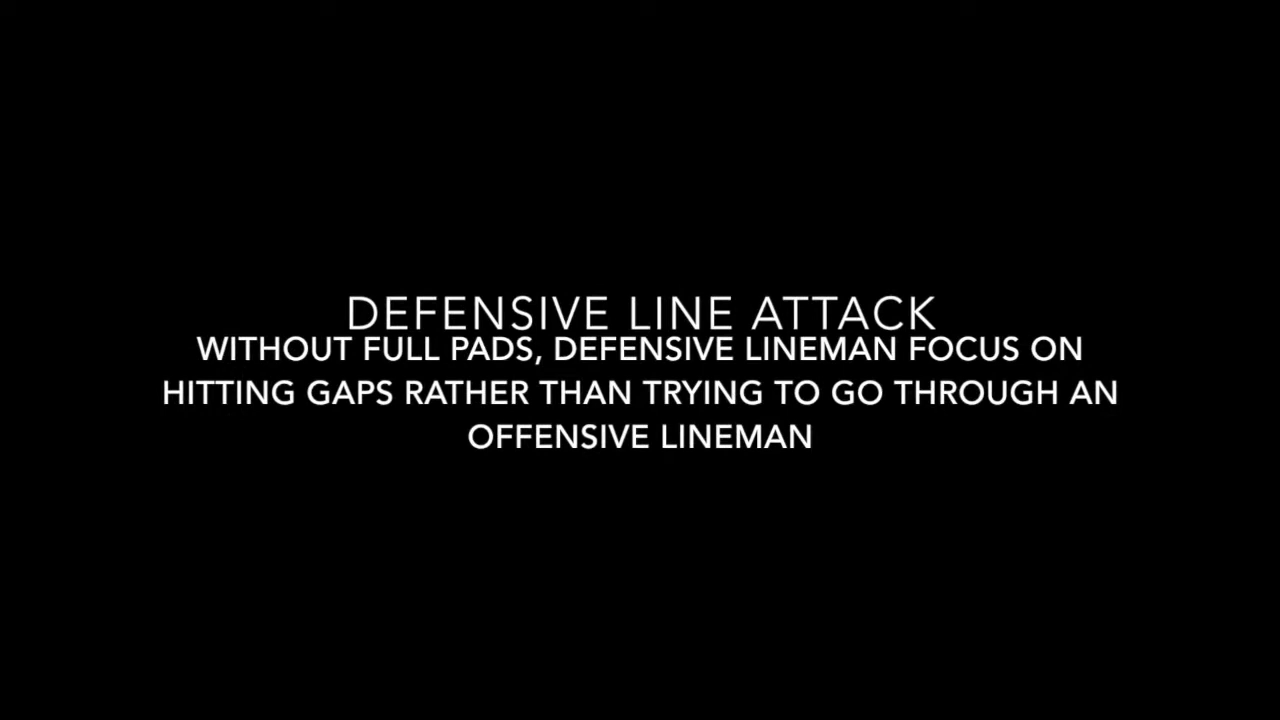 DEFENSIVE LINE ATTACK
WITHOUT FULL PADS, DEFENSIVE LINEMAN FOCUS ON
HITTING GAPS RATHER THAN TRYING TO GO THROUGH AN
OFFENSIVE LINEMAN